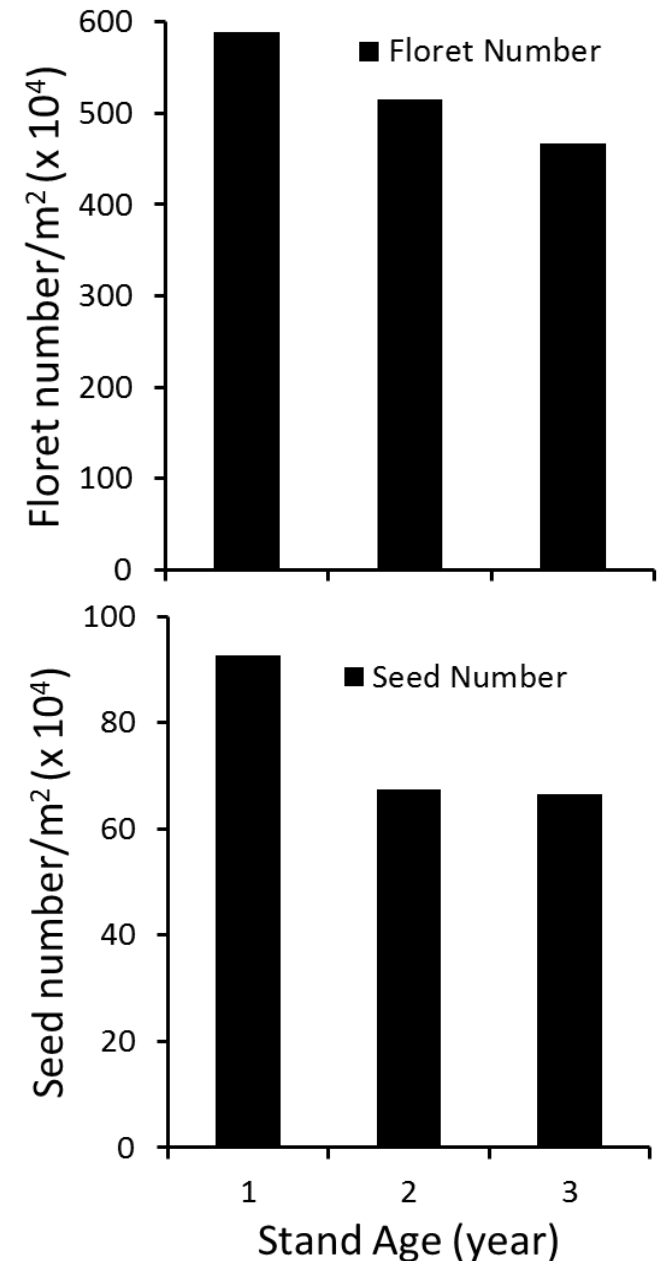 Floret number/m² (x 10⁴)
600
500
400
300
200
100
0
Floret Number
Seed number/m² (x 10⁴)
100
80
60
40
20
0
Seed Number
1 2 3
Stand Age (year)